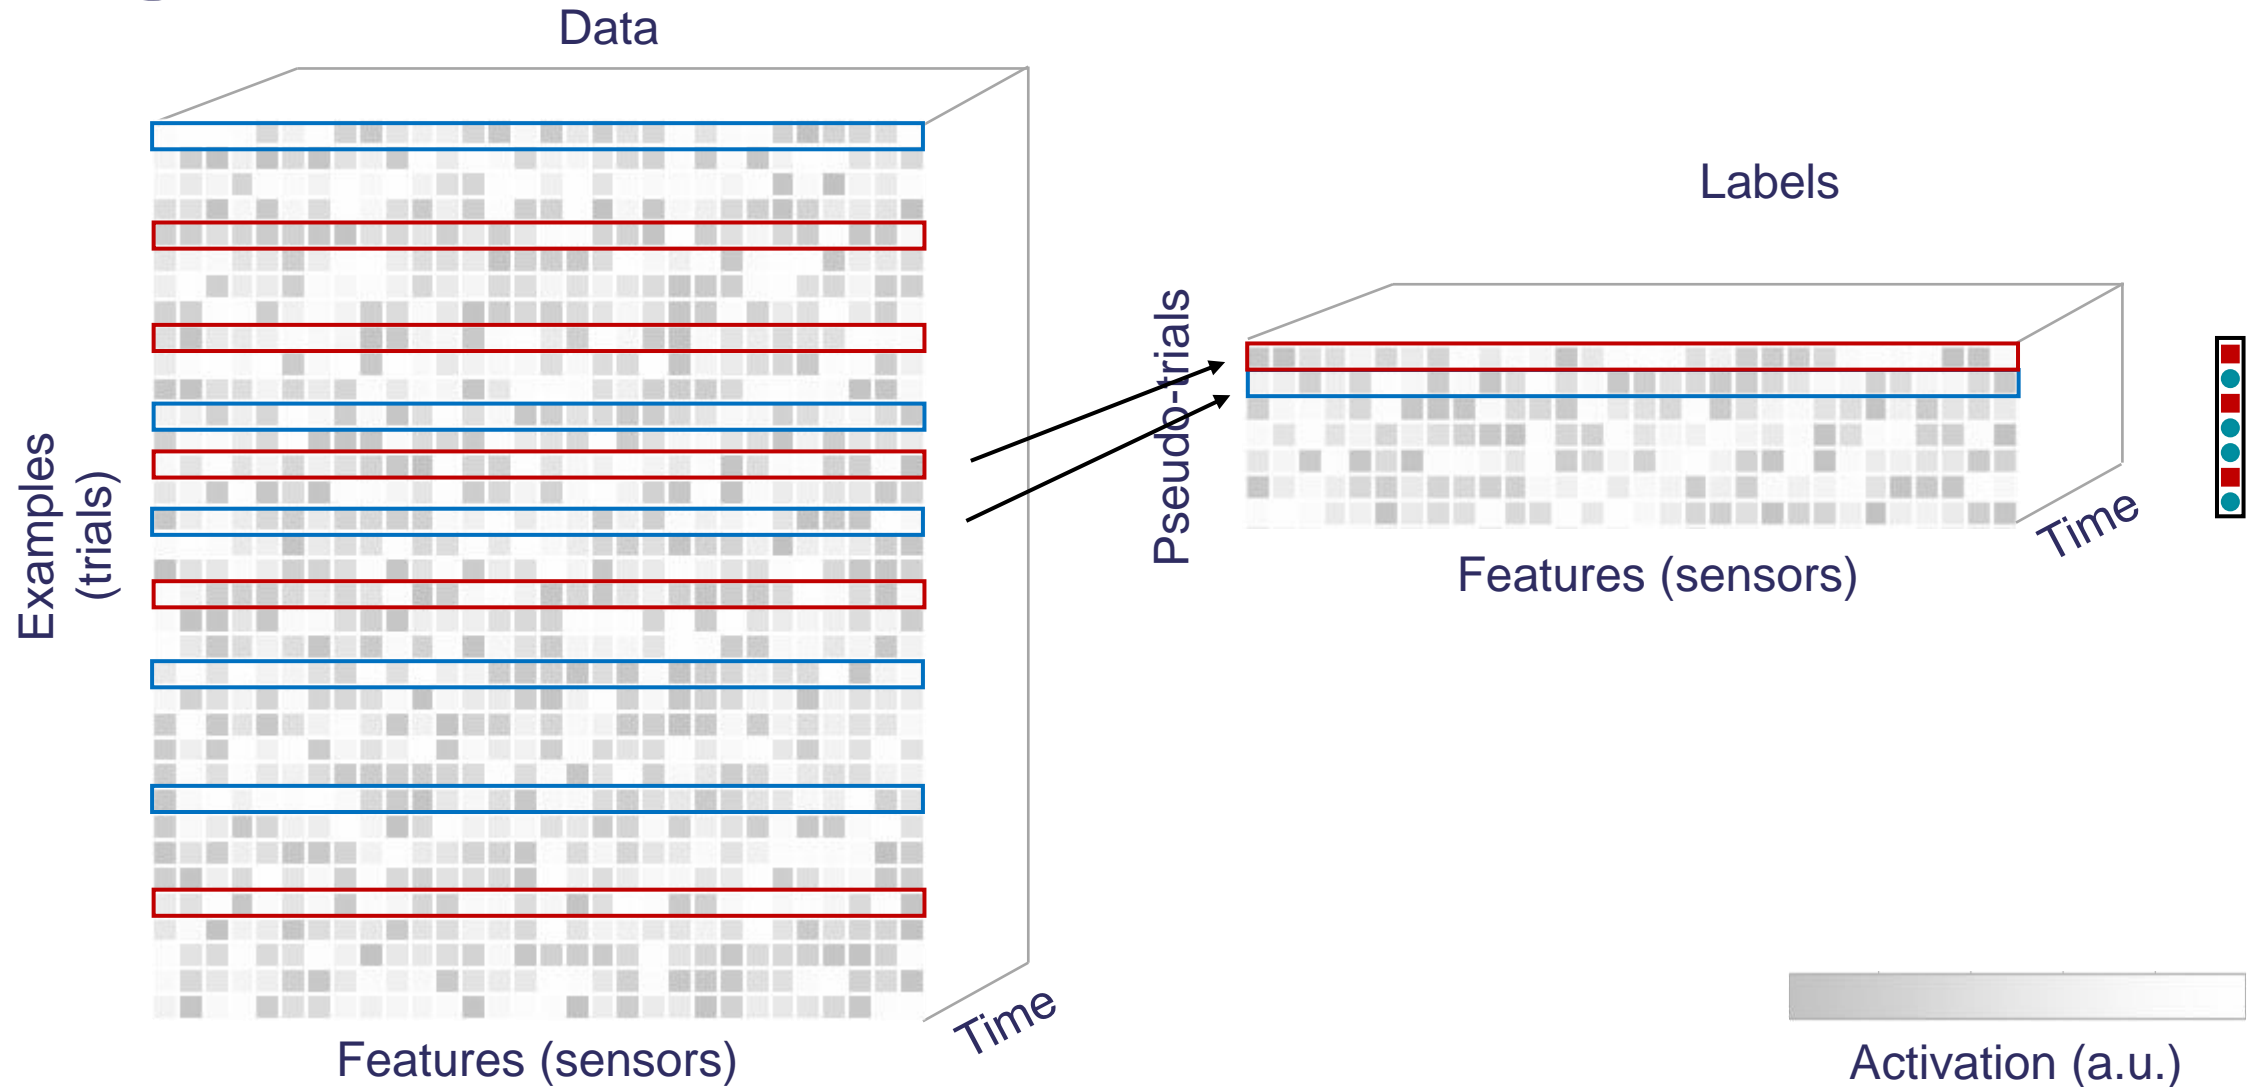 Data
Labels
Examples
(trials)
Pseudo-trials
Features (sensors)
Time
Features (sensors)
Time
Activation (a.u.)